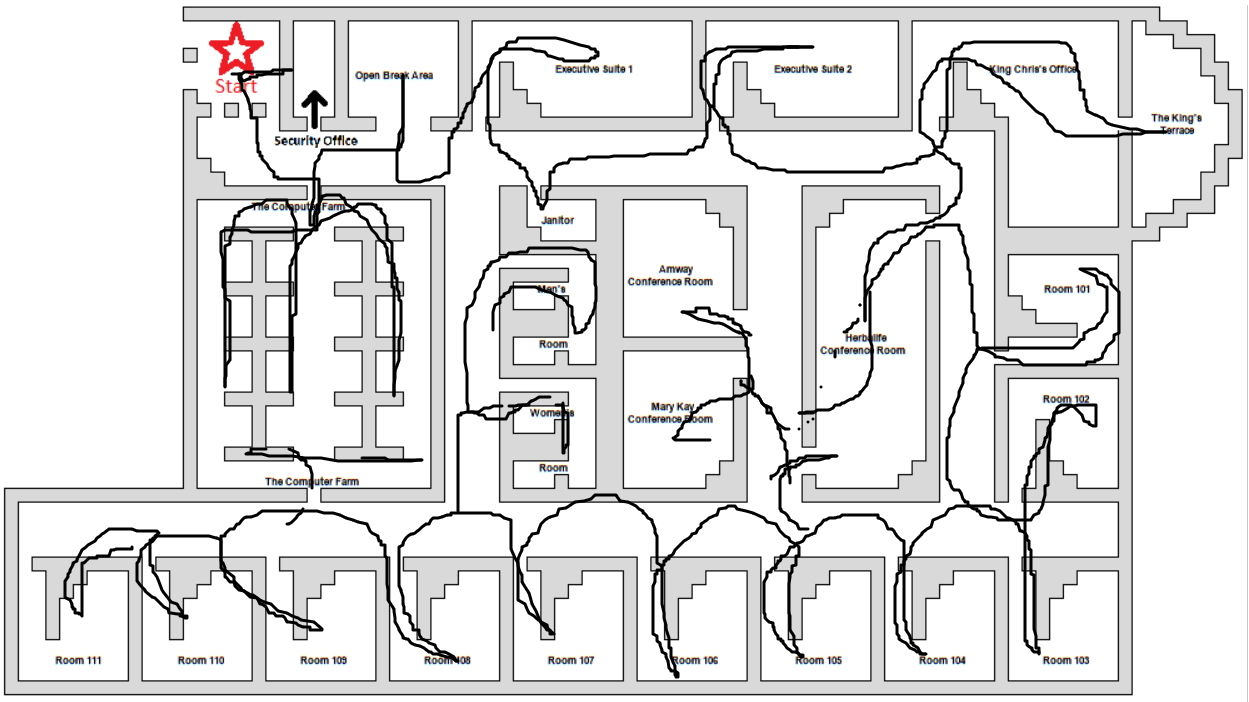 Start
Open Break Area
Executive Suite 1
Executive Suite 2
King Chris's Office
The King's
Terrace
Security Office
The Computer Farm
Janitor
Amway
Conference Room
Men's
Room
Room 101
Herbalife
Conference Room
Mary Kay
Conference Room
Women's
Room
Room 102
The Computer Farm
Room 111
Room 110
Room 109
Room 108
Room 107
Room 106
Room 105
Room 104
Room 103